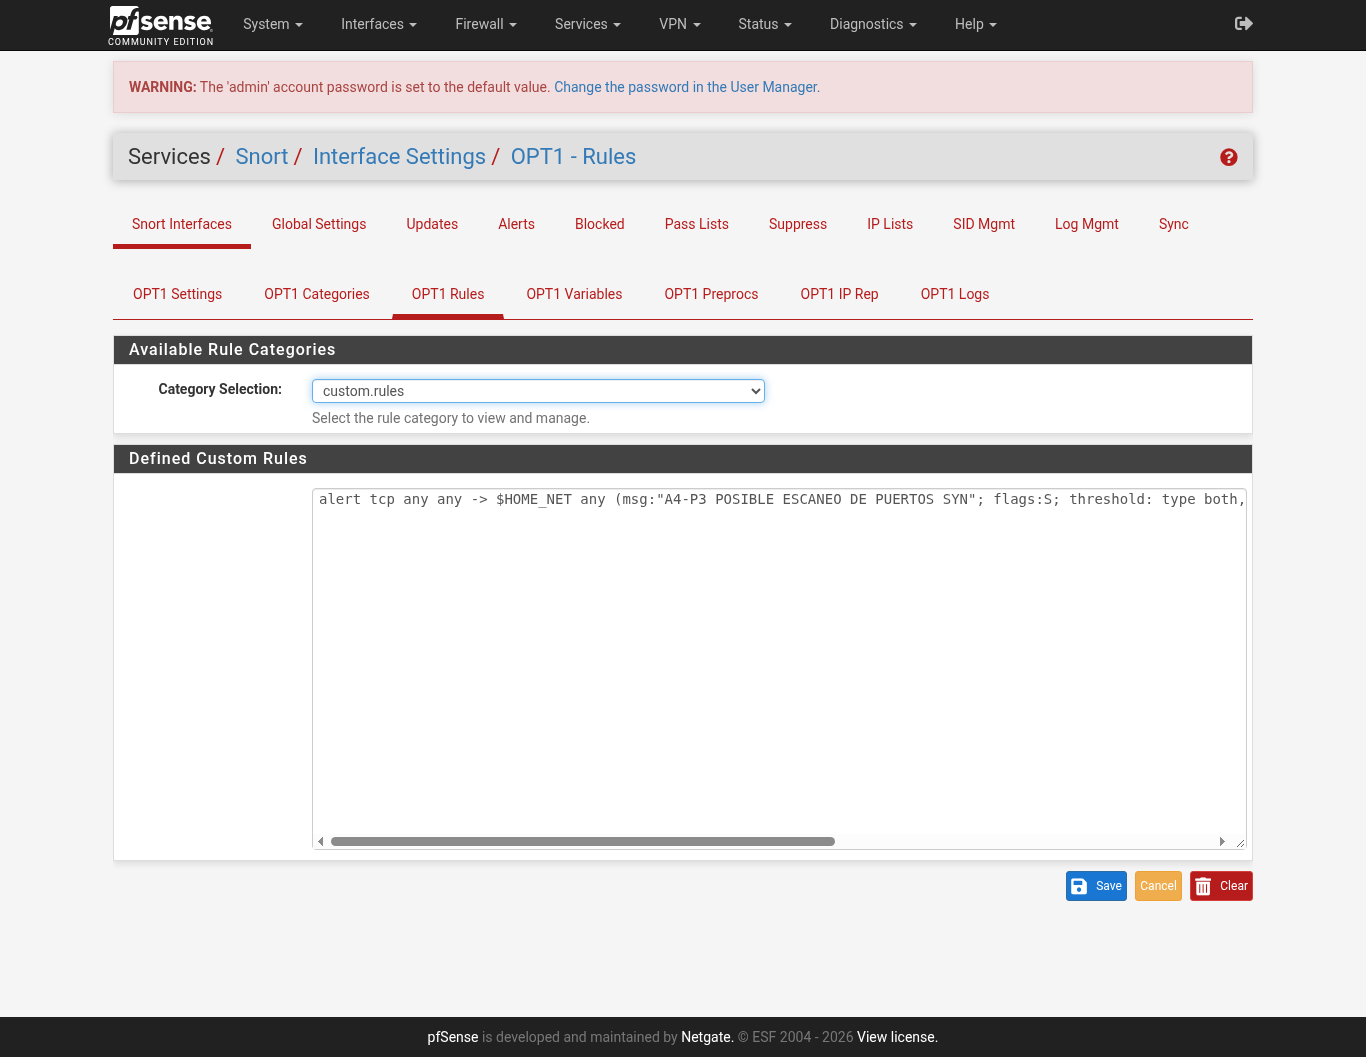 pfsense
COMMUNITY EDITION
System Interfaces Firewall Services VPN Status Diagnostics Help
WARNING: The 'admin' account password is set to the default value. Change the password in the User Manager.
Services / Snort / Interface Settings / OPT1 - Rules
Snort Interfaces Global Settings Updates Alerts Blocked Pass Lists Suppress IP Lists SID Mgmt Log Mgmt Sync
OPT1 Settings OPT1 Categories OPT1 Rules OPT1 Variables OPT1 Preprocs OPT1 IP Rep OPT1 Logs
Available Rule Categories
Category Selection: custom.rules
Select the rule category to view and manage.
Defined Custom Rules
alert tcp any any -> $HOME_NET any (msg:"A4-P3 POSIBLE ESCANEO DE PUERTOS SYN"; flags:S; threshold: type both,
Save Cancel Clear
pfSense is developed and maintained by Netgate. © ESF 2004 - 2026 View license.